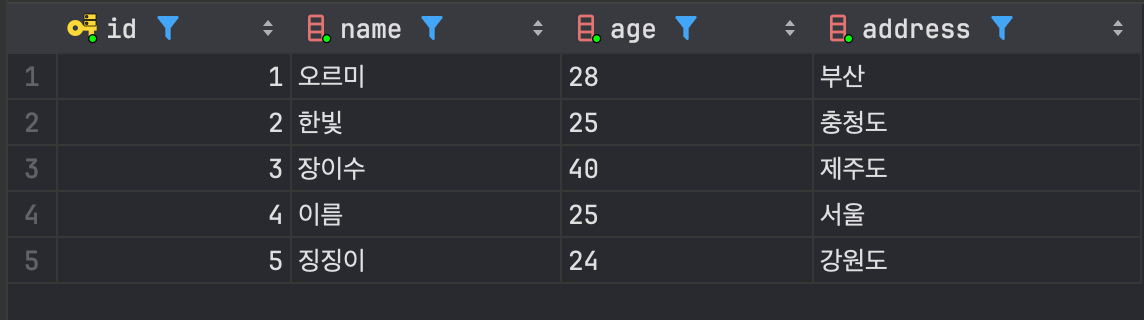 id name age address
1 1 오르미 28 부산
2 2 한빛 25 충청도
3 3 장이수 40 제주도
4 4 이름 25 서울
5 5 징징이 24 강원도